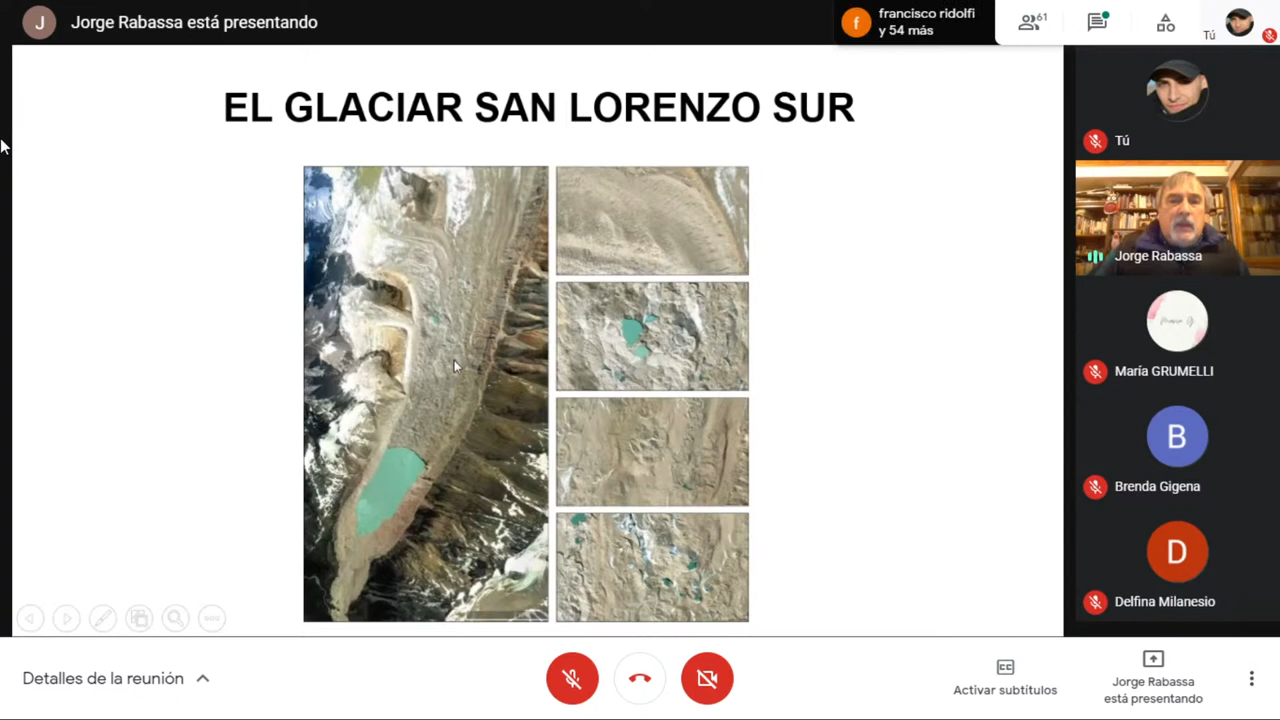 J
Jorge Rabassa está presentando
f
francisco ridolfi
y 54 más
61
Tú
EL GLACIAR SAN LORENZO SUR
Tú
Jorge Rabassa
María GRUMELLI
B
Brenda Gigena
D
Delfina Milanesio
Detalles de la reunión
CC
Activar subtítulos
Jorge Rabassa
está presentando